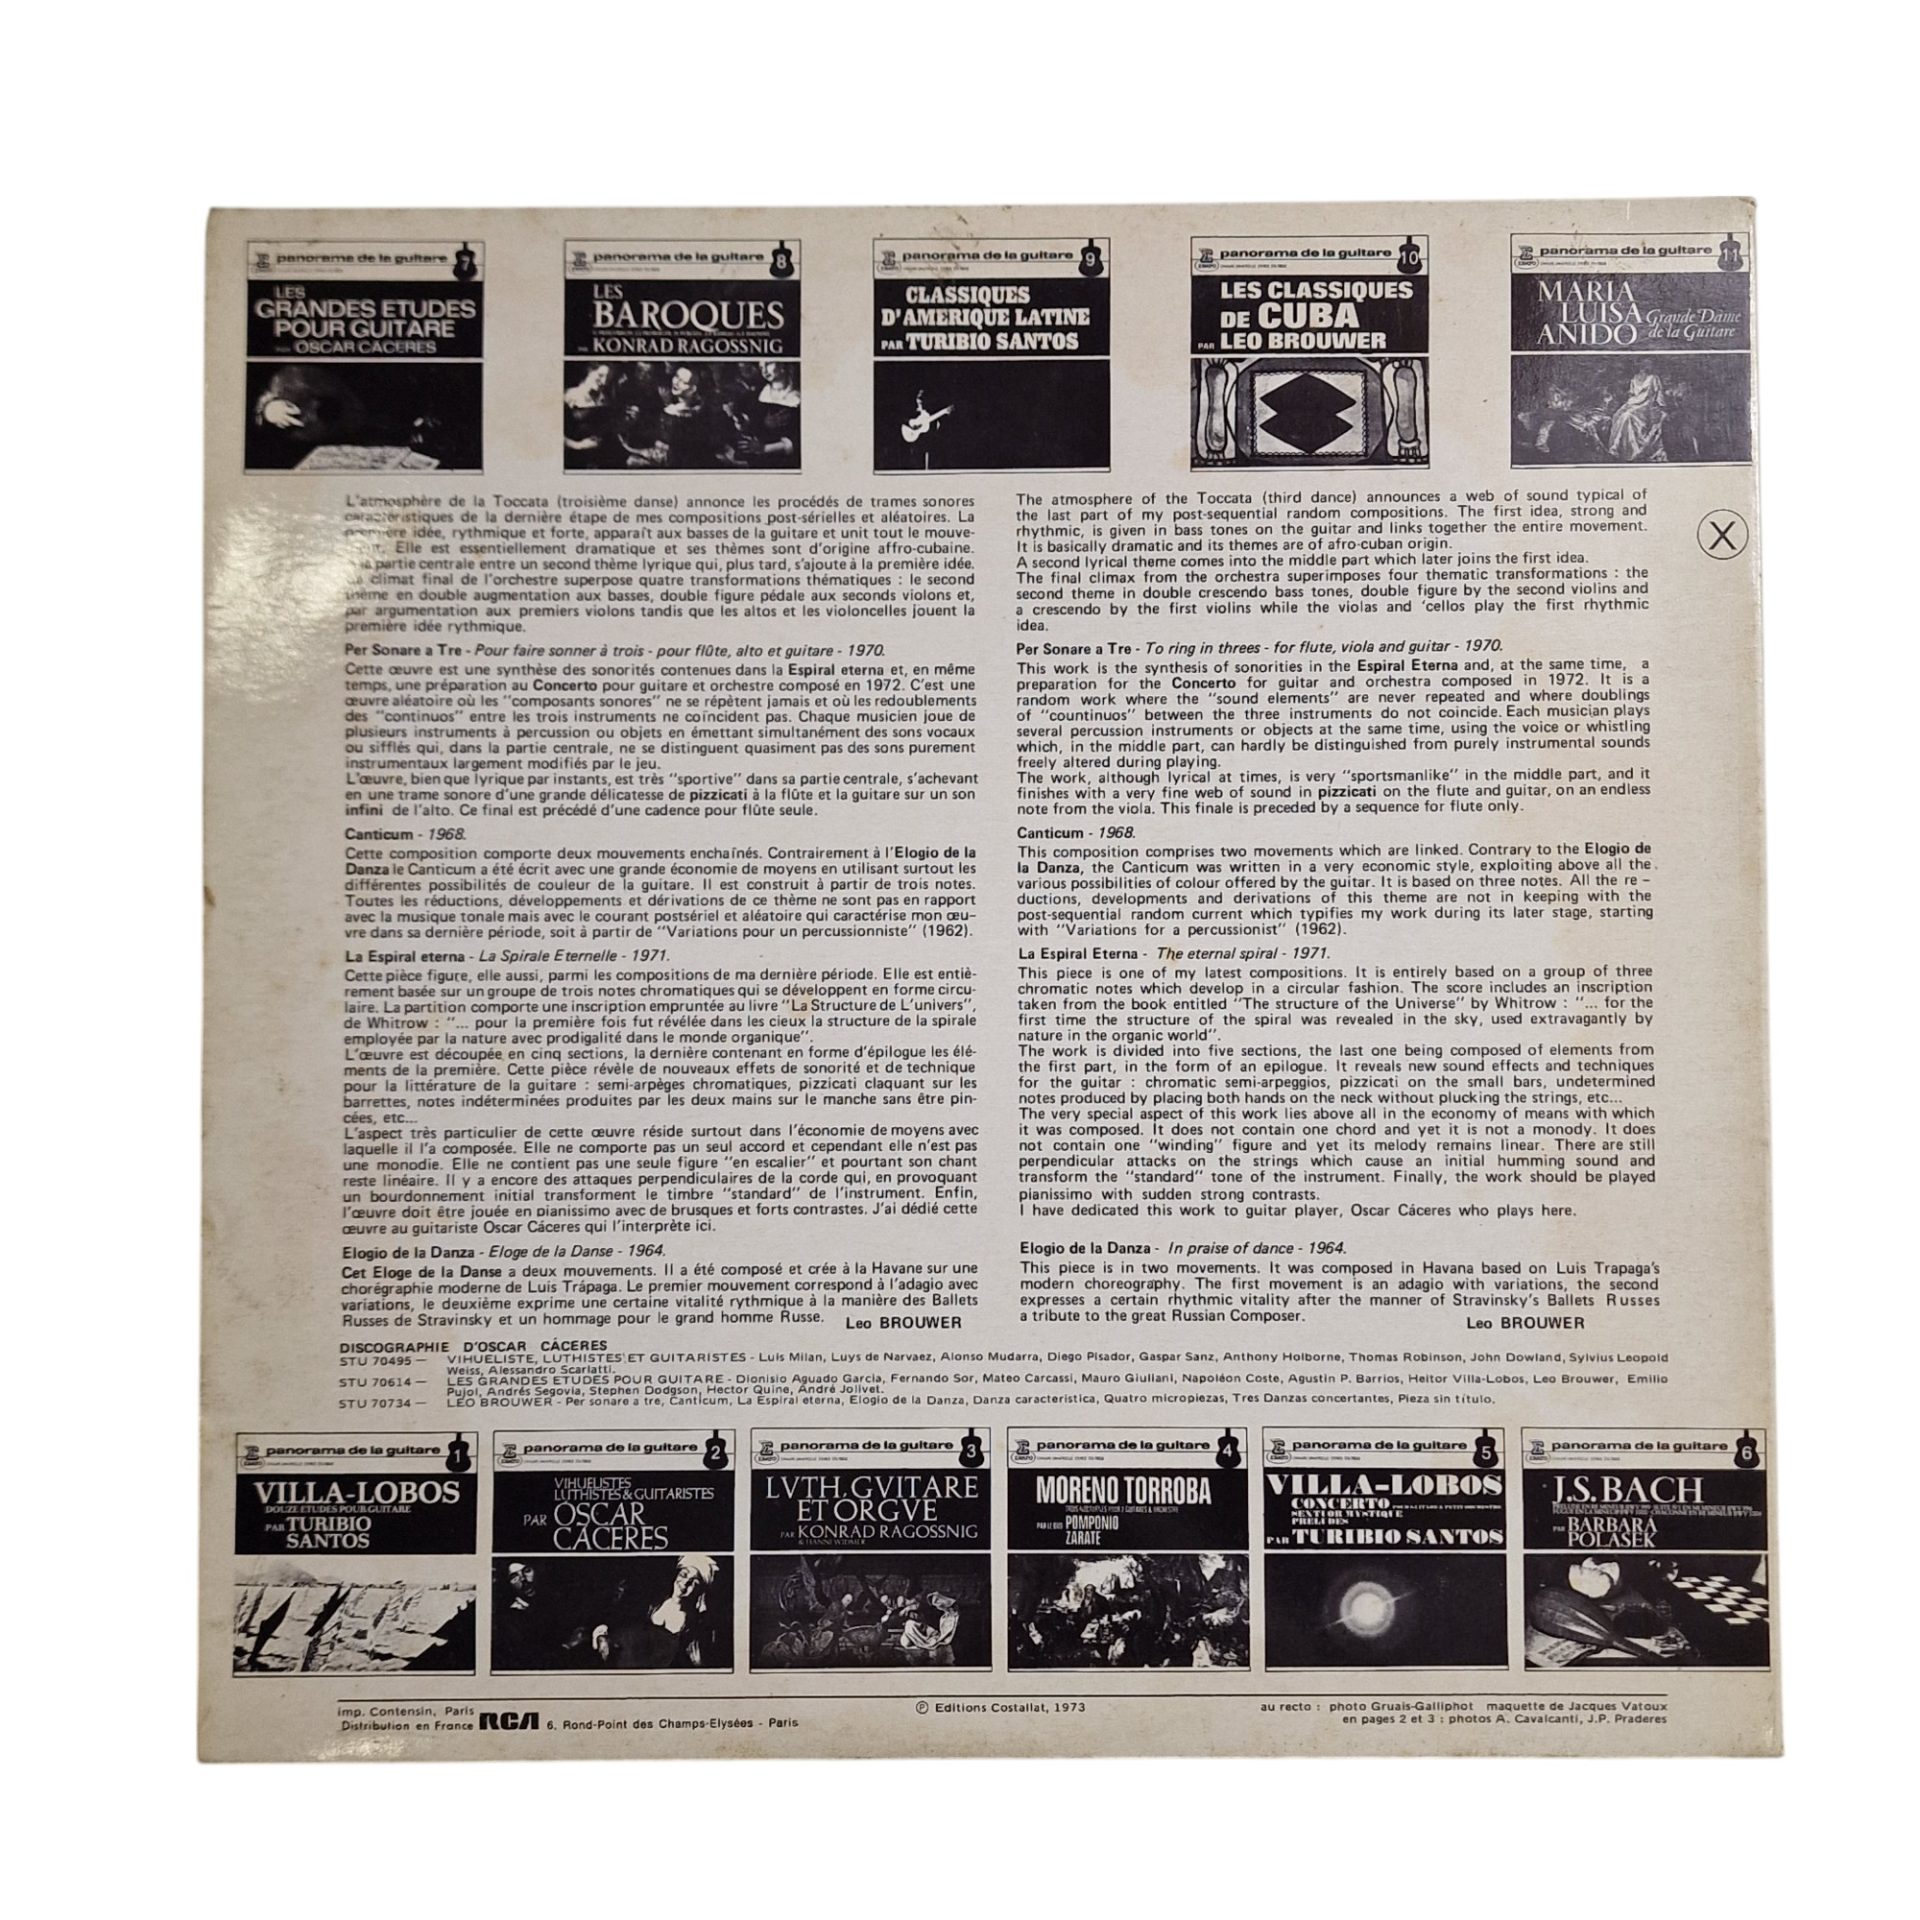 panorama de la guitare 7
LES
GRANDES ETUDES
POUR GUITARE
PAR OSCAR CACERES
panorama de la guitare 8
LES
BAROQUES
PAR KONRAD RAGOSSNIG
panorama de la guitare 9
CLASSIQUES
D'AMERIQUE LATINE
PAR TURIBIO SANTOS
panorama de la guitare 10
LES CLASSIQUES
DE CUBA
PAR LEO BROUWER
panorama de la guitare 11
MARIA
LUISA Grande Dame
ANIDO de la Guitare
L'atmosphère de la Toccata (troisième danse) annonce les procédés de trames sonores
caractéristiques de la dernière étape de mes compositions post-sérielles et aléatoires. La
première idée, rythmique et forte, apparaît aux basses de la guitare et unit tout le mouve-
Elle est essentiellement dramatique et ses thèmes sont d'origine affro-cubaine.
partie centrale entre un second thème lyrique qui, plus tard, s'ajoute à la première idée.
climat final de l'orchestre superpose quatre transformations thématiques : le second
thème en double augmentation aux basses, double figure pédale aux seconds violons et,
par argumentation aux premiers violons tandis que les altos et les violoncelles jouent la
première idée rythmique.
Per Sonare a Tre - Pour faire sonner à trois - pour flûte, alto et guitare - 1970.
Cette œuvre est une synthèse des sonorités contenues dans la Espiral eterna et, en même
temps, une préparation au Concerto pour guitare et orchestre composé en 1972. C'est une
œuvre aléatoire où les "composants sonores" ne se répètent jamais et où les redoublements
des "continuos" entre les trois instruments ne coïncident pas. Chaque musicien joue de
plusieurs instruments à percussion ou objets en émettant simultanément des sons vocaux
ou sifflés qui, dans la partie centrale, ne se distinguent quasiment pas des sons purement
instrumentaux largement modifiés par le jeu.
L'œuvre, bien que lyrique par instants, est très "sportive" dans sa partie centrale, s'achevant
en une trame sonore d'une grande délicatesse de pizzicati à la flûte et la guitare sur un son
infini de l'alto. Ce final est précédé d'une cadence pour flûte seule.
Canticum - 1968.
Cette composition comporte deux mouvements enchaînés. Contrairement à l'Elogio de la
Danza le Canticum a été écrit avec une grande économie de moyens en utilisant surtout les
différentes possibilités de couleur de la guitare. Il est construit à partir de trois notes.
Toutes les réductions, développements et dérivations de ce thème ne sont pas en rapport
avec la musique tonale mais avec le courant postsériel et aléatoire qui caractérise mon œu-
vre dans sa dernière période, soit à partir de "Variations pour un percussionniste" (1962).
La Espiral eterna - La Spirale Eternelle - 1971.
Cette pièce figure, elle aussi, parmi les compositions de ma dernière période. Elle est entiè-
rement basée sur un groupe de trois notes chromatiques qui se développent en forme circu-
laire. La partition comporte une inscription empruntée au livre "La Structure de L'univers",
de Whitrow : "... pour la première fois fut révélée dans les cieux la structure de la spirale
employée par la nature avec prodigalité dans le monde organique".
L'œuvre est découpée en cinq sections, la dernière contenant en forme d'épilogue les élé-
ments de la première. Cette pièce révèle de nouveaux effets de sonorité et de technique
pour la littérature de la guitare : semi-arpèges chromatiques, pizzicati claquant sur les
barrettes, notes indéterminées produites par les deux mains sur le manche sans être pin-
cées, etc...
L'aspect très particulier de cette œuvre réside surtout dans l'économie de moyens avec
laquelle il l'a composée. Elle ne comporte pas un seul accord et cependant elle n'est pas
une monodie. Elle ne contient pas une seule figure "en escalier" et pourtant son chant
reste linéaire. Il y a encore des attaques perpendiculaires de la corde qui, en provoquant
un bourdonnement initial transforment le timbre "standard" de l'instrument. Enfin,
l'œuvre doit être jouée en pianissimo avec de brusques et forts contrastes. J'ai dédié cette
œuvre au guitariste Oscar Cáceres qui l'interprète ici.
Elogio de la Danza - Eloge de la Danse - 1964.
Cet Eloge de la Danse a deux mouvements. Il a été composé et crée à la Havane sur une
chorégraphie moderne de Luis Trápaga. Le premier mouvement correspond à l'adagio avec
variations, le deuxième exprime une certaine vitalité rythmique à la manière des Ballets
Russes de Stravinsky et un hommage pour le grand homme Russe. Leo BROUWER
The atmosphere of the Toccata (third dance) announces a web of sound typical of
the last part of my post-sequential random compositions. The first idea, strong and
rhythmic, is given in bass tones on the guitar and links together the entire movement.
It is basically dramatic and its themes are of afro-cuban origin.
A second lyrical theme comes into the middle part which later joins the first idea.
The final climax from the orchestra superimposes four thematic transformations : the
second theme in double crescendo bass tones, double figure by the second violins and
a crescendo by the first violins while the violas and 'cellos play the first rhythmic
idea.
Per Sonare a Tre - To ring in threes - for flute, viola and guitar - 1970.
This work is the synthesis of sonorities in the Espiral Eterna and, at the same time, a
preparation for the Concerto for guitar and orchestra composed in 1972. It is a
random work where the "sound elements" are never repeated and where doublings
of "countinuos" between the three instruments do not coincide. Each musician plays
several percussion instruments or objects at the same time, using the voice or whistling
which, in the middle part, can hardly be distinguished from purely instrumental sounds
freely altered during playing.
The work, although lyrical at times, is very "sportsmanlike" in the middle part, and it
finishes with a very fine web of sound in pizzicati on the flute and guitar, on an endless
note from the viola. This finale is preceded by a sequence for flute only.
Canticum - 1968.
This composition comprises two movements which are linked. Contrary to the Elogio de
la Danza, the Canticum was written in a very economic style, exploiting above all the
various possibilities of colour offered by the guitar. It is based on three notes. All the re -
ductions, developments and derivations of this theme are not in keeping with the
post-sequential random current which typifies my work during its later stage, starting
with "Variations for a percussionist" (1962).
La Espiral Eterna - The eternal spiral - 1971.
This piece is one of my latest compositions. It is entirely based on a group of three
chromatic notes which develop in a circular fashion. The score includes an inscription
taken from the book entitled "The structure of the Universe" by Whitrow : "... for the
first time the structure of the spiral was revealed in the sky, used extravagantly by
nature in the organic world".
The work is divided into five sections, the last one being composed of elements from
the first part, in the form of an epilogue. It reveals new sound effects and techniques
for the guitar : chromatic semi-arpeggios, pizzicati on the small bars, undetermined
notes produced by placing both hands on the neck without plucking the strings, etc...
The very special aspect of this work lies above all in the economy of means with which
it was composed. It does not contain one chord and yet it is not a monody. It does
not contain one "winding" figure and yet its melody remains linear. There are still
perpendicular attacks on the strings which cause an initial humming sound and
transform the "standard" tone of the instrument. Finally, the work should be played
pianissimo with sudden strong contrasts.
I have dedicated this work to guitar player, Oscar Cáceres who plays here.
Elogio de la Danza - In praise of dance - 1964.
This piece is in two movements. It was composed in Havana based on Luis Trapaga's
modern choreography. The first movement is an adagio with variations, the second
expresses a certain rhythmic vitality after the manner of Stravinsky's Ballets Russes
a tribute to the great Russian Composer.
Leo BROUWER
X
DISCOGRAPHIE D'OSCAR CÁCERES
STU 70495 — VIHUELISTE, LUTHISTES ET GUITARISTES - Luis Milan, Luys de Narvaez, Alonso Mudarra, Diego Pisador, Gaspar Sanz, Anthony Holborne, Thomas Robinson, John Dowland, Sylvius Leopold
Weiss, Alessandro Scarlatti.
STU 70614 — LES GRANDES ETUDES POUR GUITARE - Dionisio Aguado Garcia, Fernando Sor, Mateo Carcassi, Mauro Giuliani, Napoléon Coste, Agustin P. Barrios, Heitor Villa-Lobos, Leo Brouwer, Emilio
Pujol, Andrés Segovia, Stephen Dodgson, Hector Quine, André Jolivet.
STU 70734 — LEO BROUWER - Per sonare a tre, Canticum, La Espiral eterna, Elogio de la Danza, Danza caracteristica, Quatro micropiezas, Tres Danzas concertantes, Pieza sin título.
panorama de la guitare 1
VILLA-LOBOS
DOUZE ETUDES POUR GUITARE
PAR TURIBIO
SANTOS
panorama de la guitare 2
VIHUELISTES
LUTHISTES & GUITARISTES
PAR OSCAR
CACERES
panorama de la guitare 3
LVTH, GVITARE
ET ORGVE
PAR KONRAD RAGOSSNIG
panorama de la guitare 4
MORENO TORROBA
PAR LE DUO POMPONIO
ZARATE
panorama de la guitare 5
VILLA-LOBOS
CONCERTO
SEXTUOR MYSTIQUE
PRELUDES
PAR TURIBIO SANTOS
panorama de la guitare 6
J.S. BACH
PAR BARBARA
POLASEK
imp. Contensin, Paris
Distribution en France RCA 6, Rond-Point des Champs-Elysées - Paris
℗ Editions Costallat, 1973
au recto : photo Gruais-Galliphot maquette de Jacques Vatoux
en pages 2 et 3 : photos A. Cavalcanti, J.P. Praderes